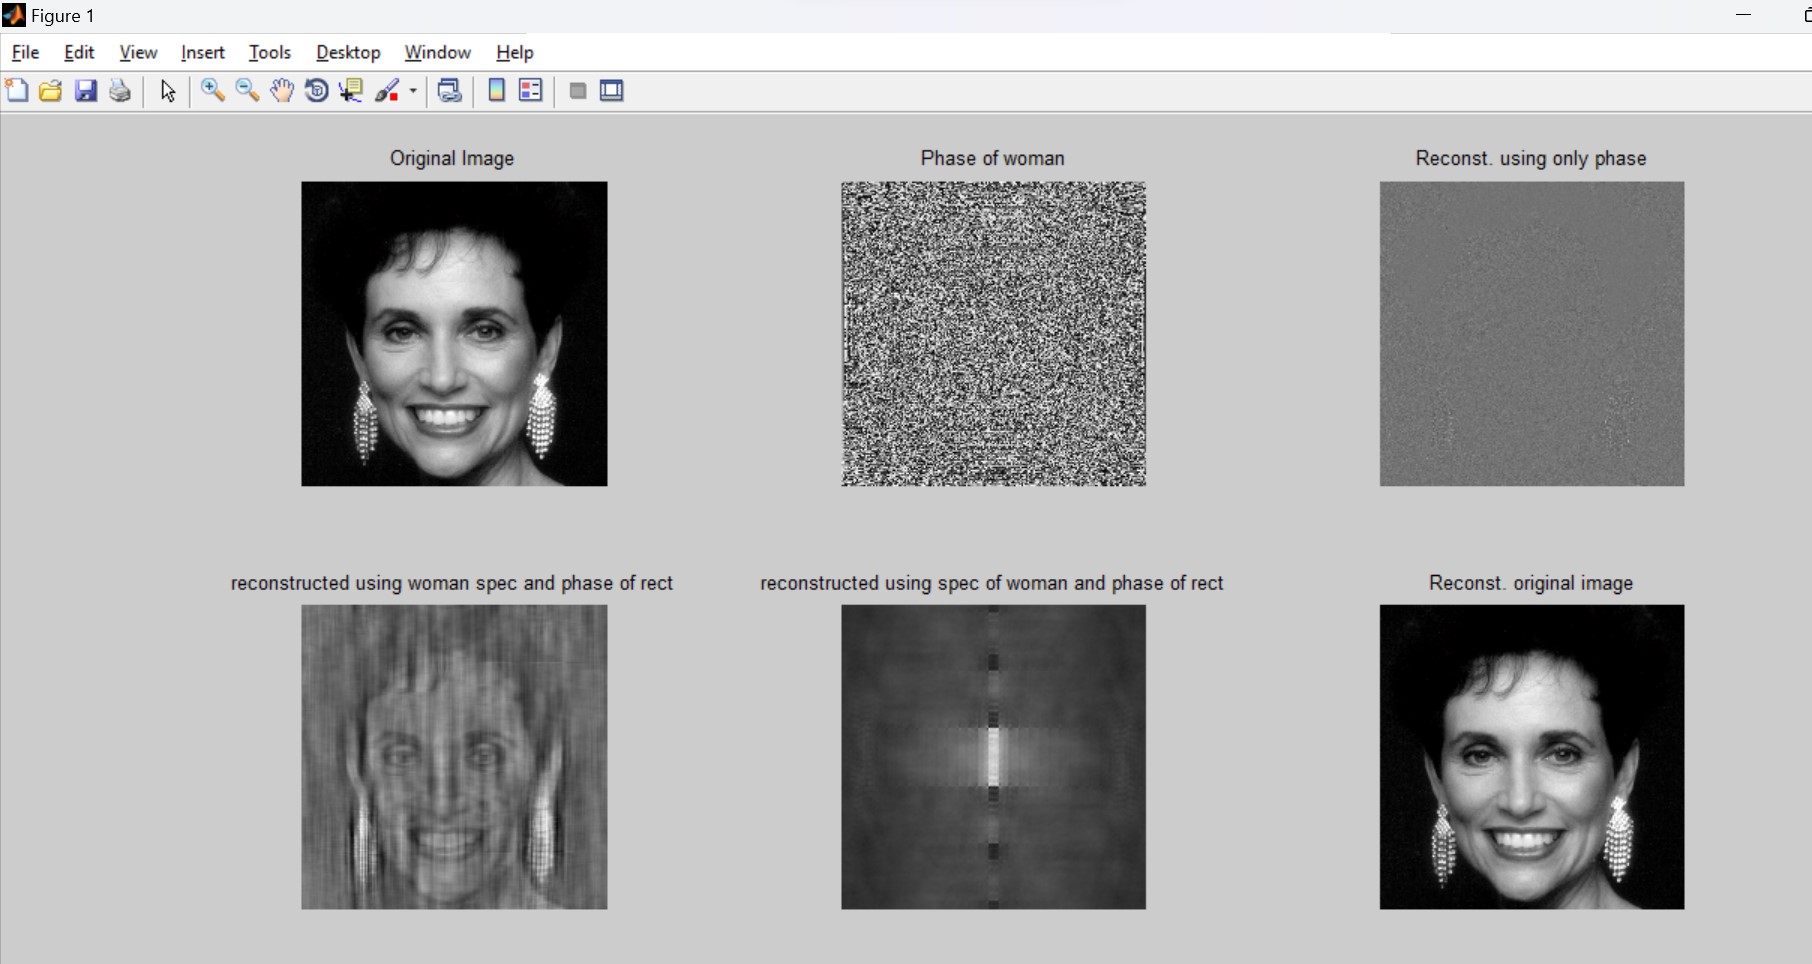 Figure 1
File Edit View Insert Tools Desktop Window Help
Original Image
Phase of woman
Reconst. using only phase
reconstructed using woman spec and phase of rect
reconstructed using spec of woman and phase of rect
Reconst. original image